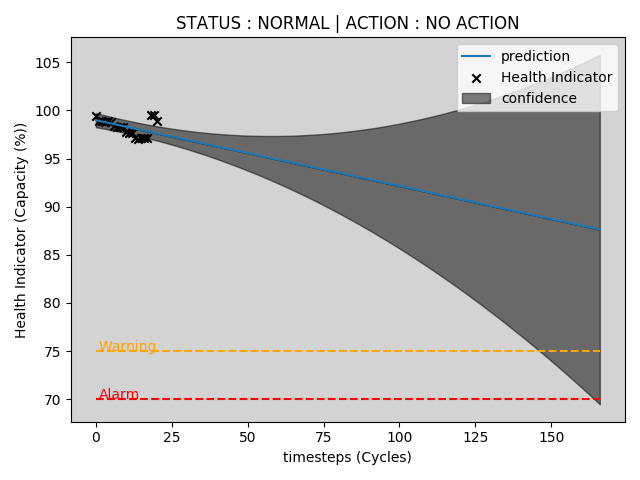 STATUS : NORMAL | ACTION : NO ACTION
Health Indicator (Capacity (%))
105
100
95
90
85
80
75
70
prediction
Health Indicator
confidence
Warning
Alarm
0
25
50
75
100
125
150
timesteps (Cycles)